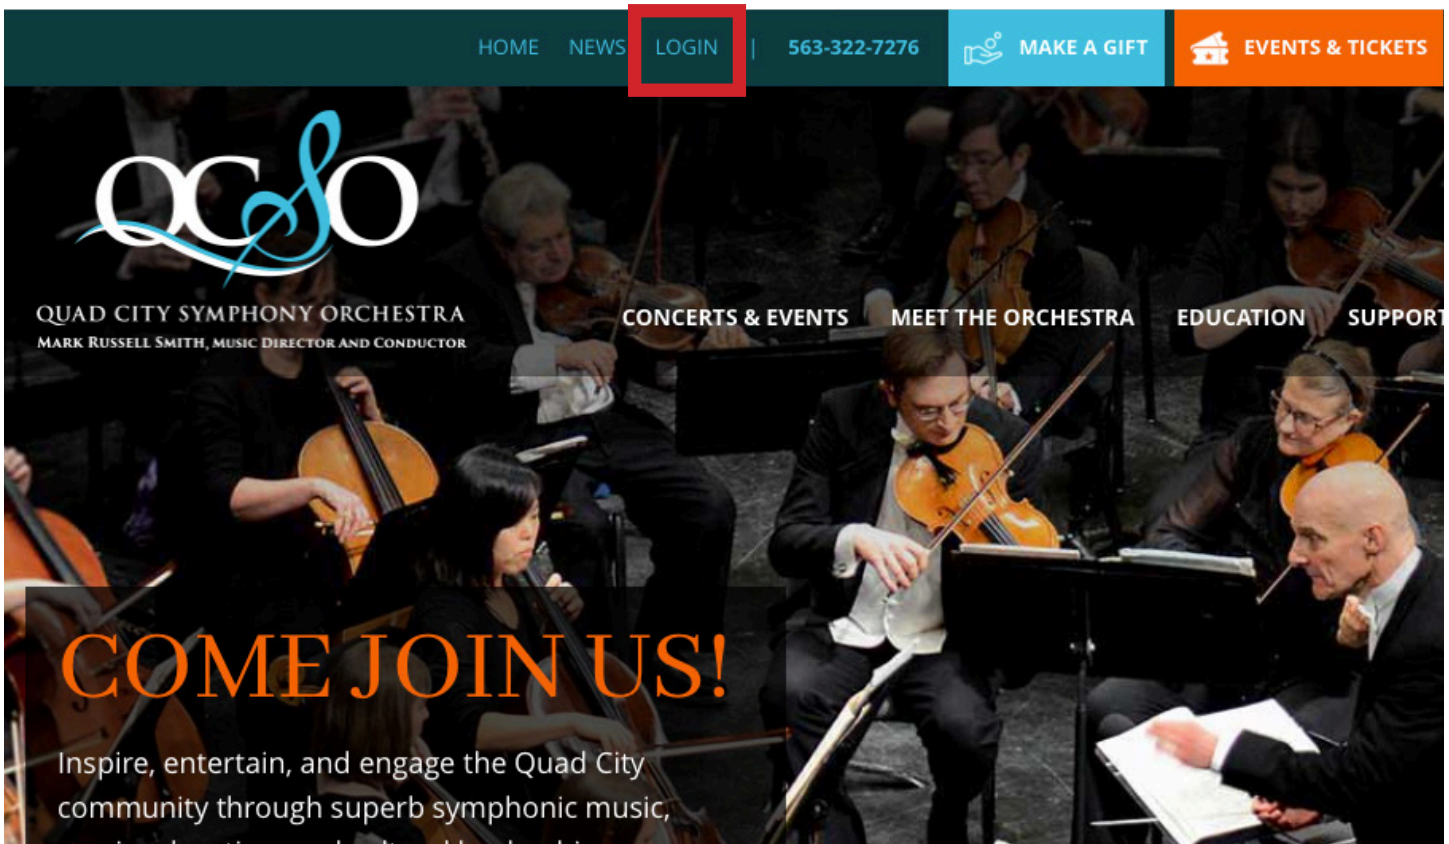 HOME NEWS LOGIN | 563-322-7276 MAKE A GIFT EVENTS & TICKETS
QCSO
QUAD CITY SYMPHONY ORCHESTRA
MARK RUSSELL SMITH, MUSIC DIRECTOR AND CONDUCTOR
CONCERTS & EVENTS MEET THE ORCHESTRA EDUCATION SUPPORT
COME JOIN US!
Inspire, entertain, and engage the Quad City
community through superb symphonic music,